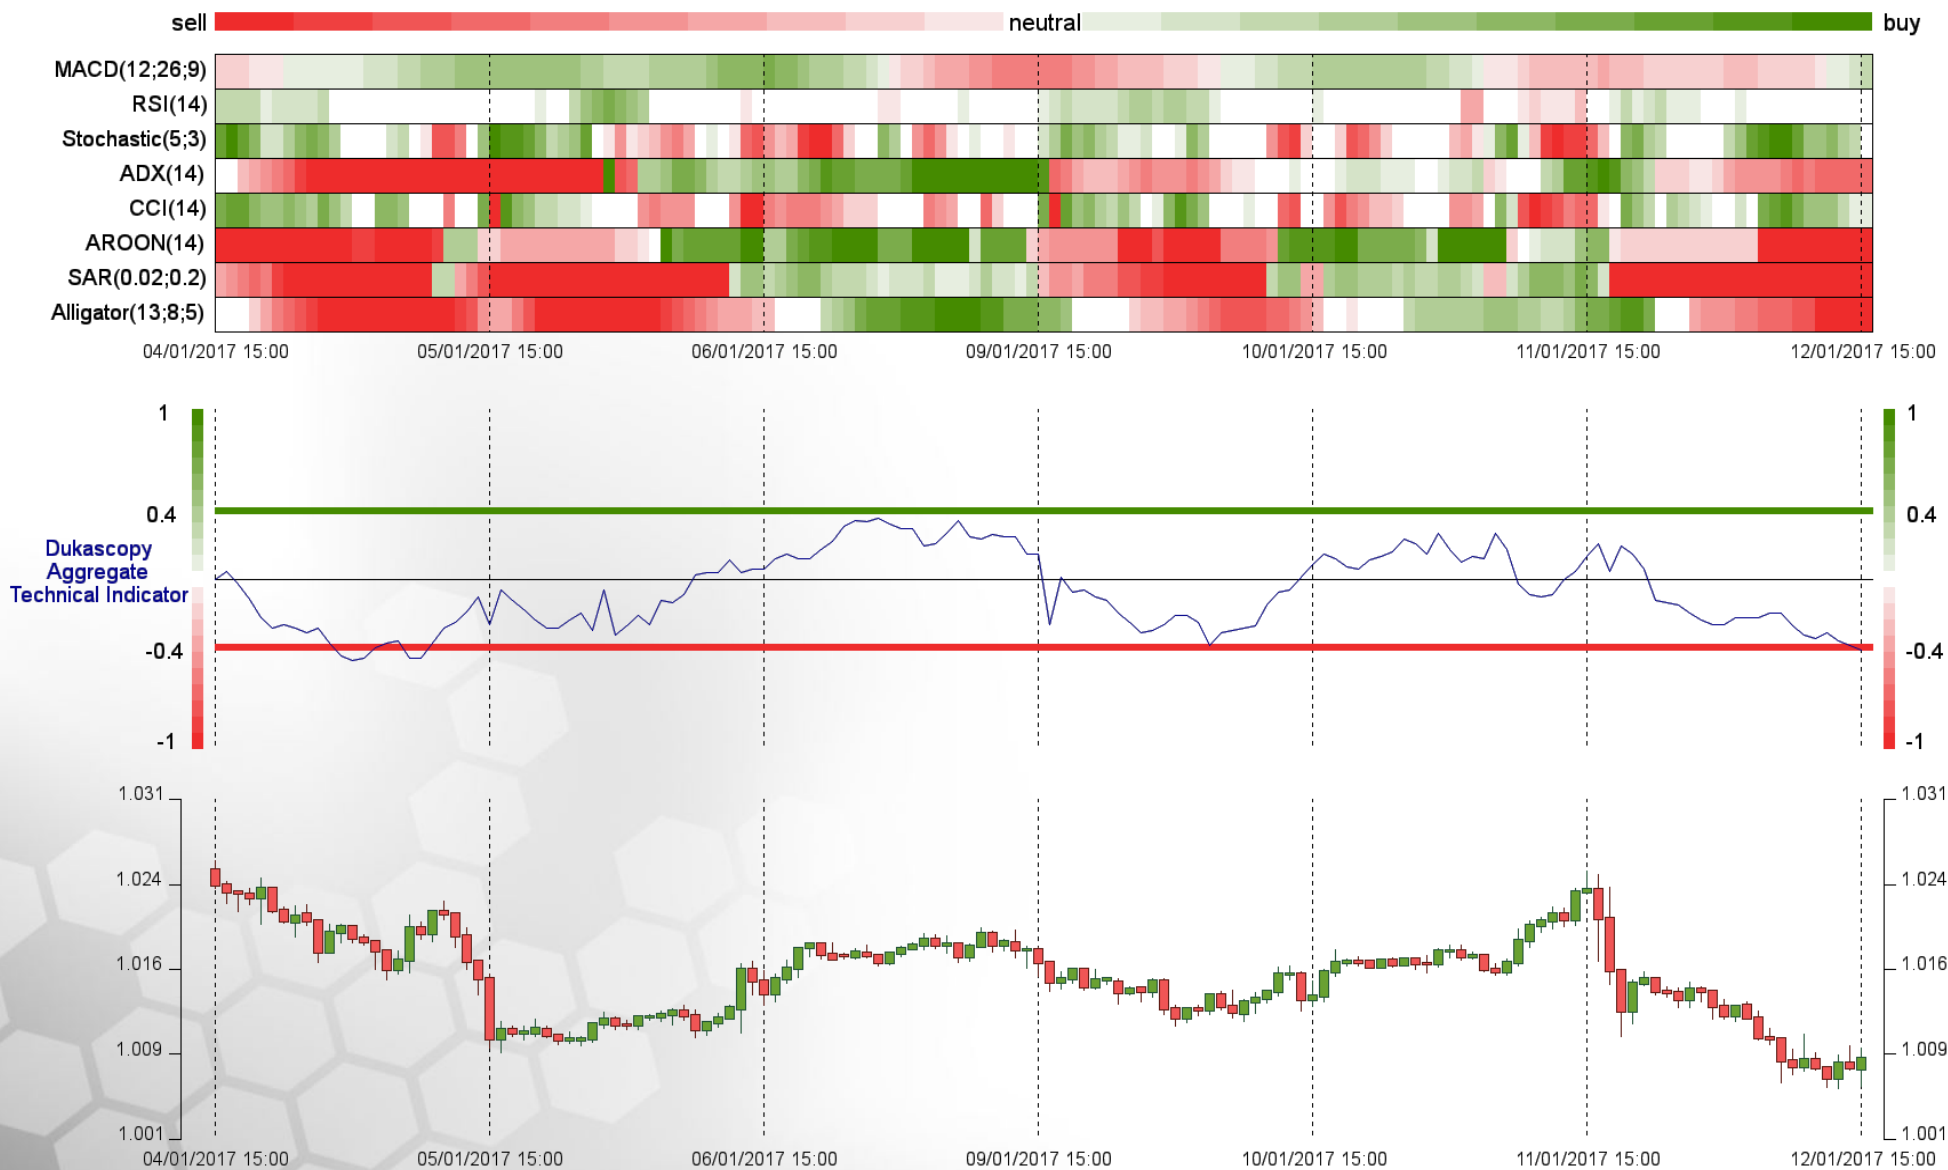 sell neutral buy
MACD(12;26;9)
RSI(14)
Stochastic(5;3)
ADX(14)
CCI(14)
AROON(14)
SAR(0.02;0.2)
Alligator(13;8;5)
04/01/2017 15:00 05/01/2017 15:00 06/01/2017 15:00 09/01/2017 15:00 10/01/2017 15:00 11/01/2017 15:00 12/01/2017 15:00
1 1
0.4 0.4
Dukascopy
Aggregate
Technical Indicator
-0.4 -0.4
-1 -1
1.031 1.031
1.024 1.024
1.016 1.016
1.009 1.009
1.001 1.001
04/01/2017 15:00 05/01/2017 15:00 06/01/2017 15:00 09/01/2017 15:00 10/01/2017 15:00 11/01/2017 15:00 12/01/2017 15:00